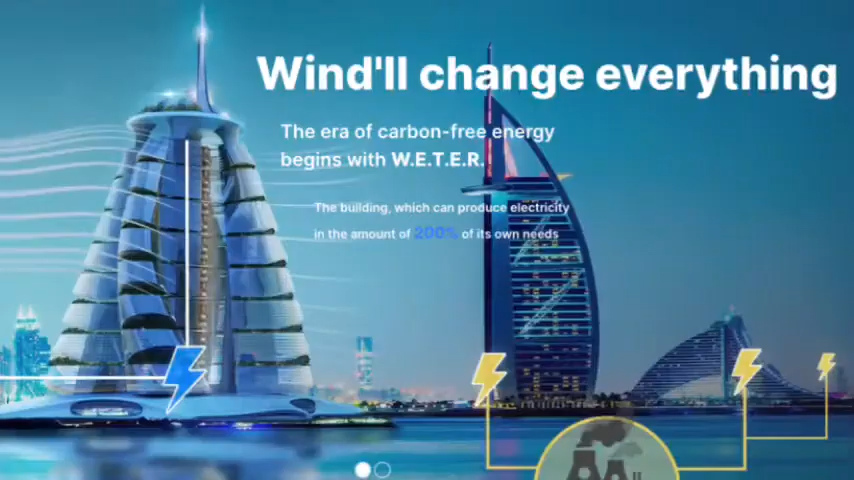 Wind'll change everything
The era of carbon-free energy
begins with W.E.T.E.R.
The building, which can produce electricity
in the amount of 200% of its own needs